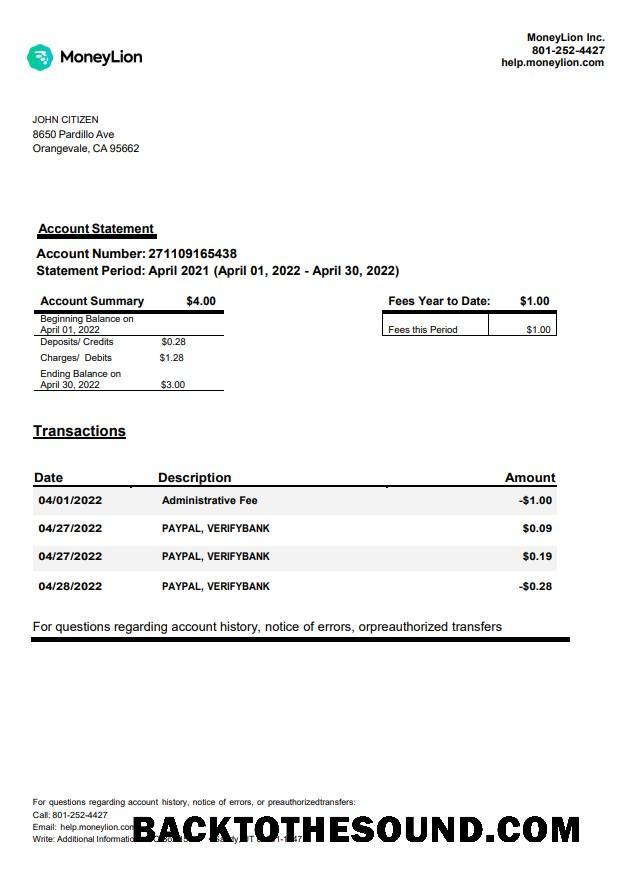 MoneyLion Inc.
801-252-4427
help.moneylion.com
MoneyLion
JOHN CITIZEN
8650 Pardillo Ave
Orangevale, CA 95662
Account Statement
Account Number: 271109165438
Statement Period: April 2021 (April 01, 2022 - April 30, 2022)
Account Summary $4.00
Beginning Balance on
April 01, 2022
Deposits/ Credits $0.28
Charges/ Debits $1.28
Ending Balance on
April 30, 2022 $3.00
Fees Year to Date: $1.00
Fees this Period $1.00
Transactions
Date Description Amount
04/01/2022 Administrative Fee -$1.00
04/27/2022 PAYPAL, VERIFYBANK $0.09
04/27/2022 PAYPAL, VERIFYBANK $0.19
04/28/2022 PAYPAL, VERIFYBANK -$0.28
For questions regarding account history, notice of errors, orpreauthorized transfers
For questions regarding account history, notice of errors, or preauthorizedtransfers:
Call: 801-252-4427
Email: help.moneylion.com
Write: Additional
BACKTOTHESOUND.COM